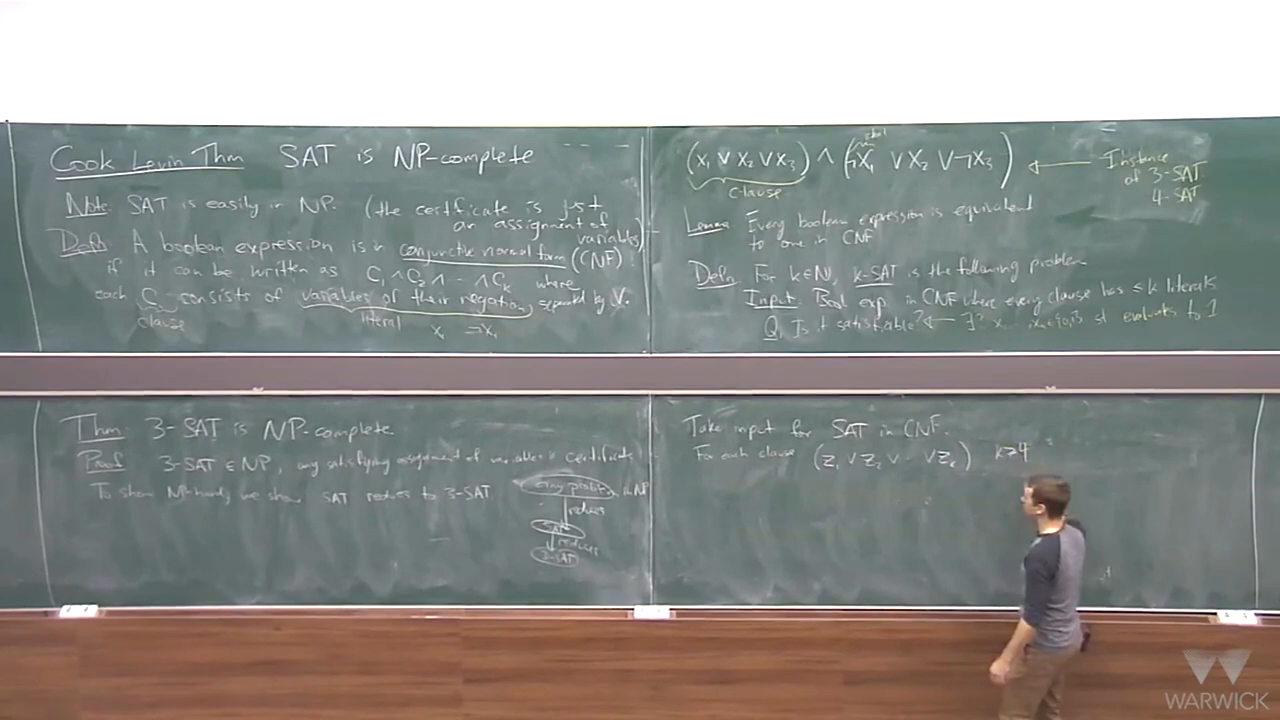 Cook Levin Thm SAT is NP-complete
Note: SAT is easily in NP. (the certificate is just
an assignment of
variables)
Defn: A boolean expression is in conjunctive normal form (CNF)
if it can be written as C₁ ∧ C₂ ∧ - - ∧ Cₖ where
each Cᵢ consists of variables or their negation, separated by V.
clause literal x₁ ¬x₁
(x₁ ∨ x₂ ∨ x₃) ∧ (¬x₁ ∨ x₂ ∨ ¬x₃)
clause
Instance
of 3-SAT
4-SAT
Lemma: Every boolean expression is equivalent
to one in CNF
Defn: For k∈ℕ, k-SAT is the following problem
Input: Bool exp. in CNF where every clause has ≤k literals
Q: Is it satisfiable? st evaluates to 1
Thm: 3-SAT is NP-complete
Proof 3-SAT ∈ NP, any satisfying assignment of variables is certificate
To show NP-hard, we show SAT reduces to 3-SAT
every problem in NP
reduces
SAT
reduces
3-SAT
Take input for SAT in CNF.
For each clause (z₁ ∨ z₂ ∨ - - ∨ zₖ) k≥4
WARWICK